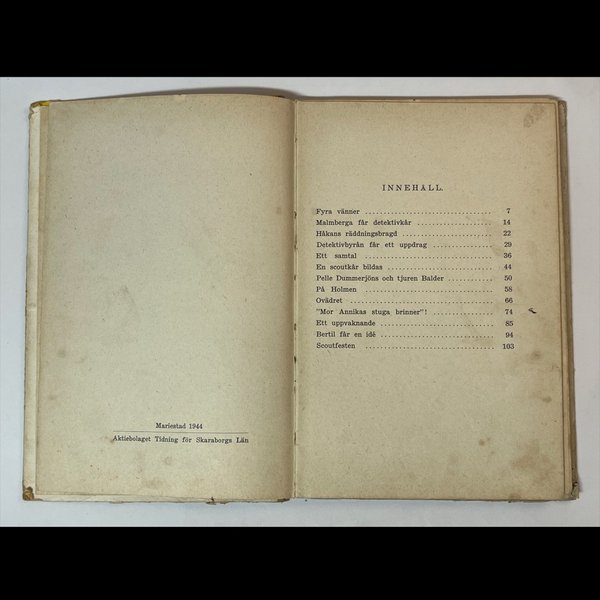 Mariestad 1944
Aktiebolaget Tidning för Skaraborgs Län
INNEHÅLL.
Fyra vänner ........................................ 7
Malmberga får detektivkår ........................ 14
Håkans räddningsbragd ........................ 22
Detektivbyrån får ett uppdrag ........................ 29
Ett samtal ........................................ 36
En scoutkår bildas ........................ 44
Pelle Dummerjöns och tjuren Balder ............ 50
På Holmen ........................................ 58
Ovädret ........................................ 66
"Mor Annikas stuga brinner"! ........................ 74
Ett uppvaknande ........................ 85
Bertil får en idé ........................ 94
Scoutfesten ........................................ 103